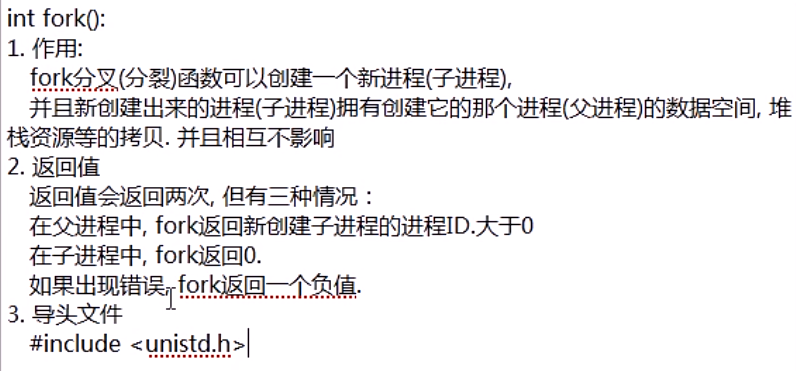 int fork():
1. 作用:
fork分叉(分裂)函数可以创建一个新进程(子进程),
并且新创建出来的进程(子进程)拥有创建它的那个进程(父进程)的数据空间, 堆
栈资源等的拷贝. 并且相互不影响
2. 返回值
返回值会返回两次, 但有三种情况：
在父进程中, fork返回新创建子进程的进程ID.大于0
在子进程中, fork返回0.
如果出现错误, fork返回一个负值.
3. 导头文件
#include <unistd.h>